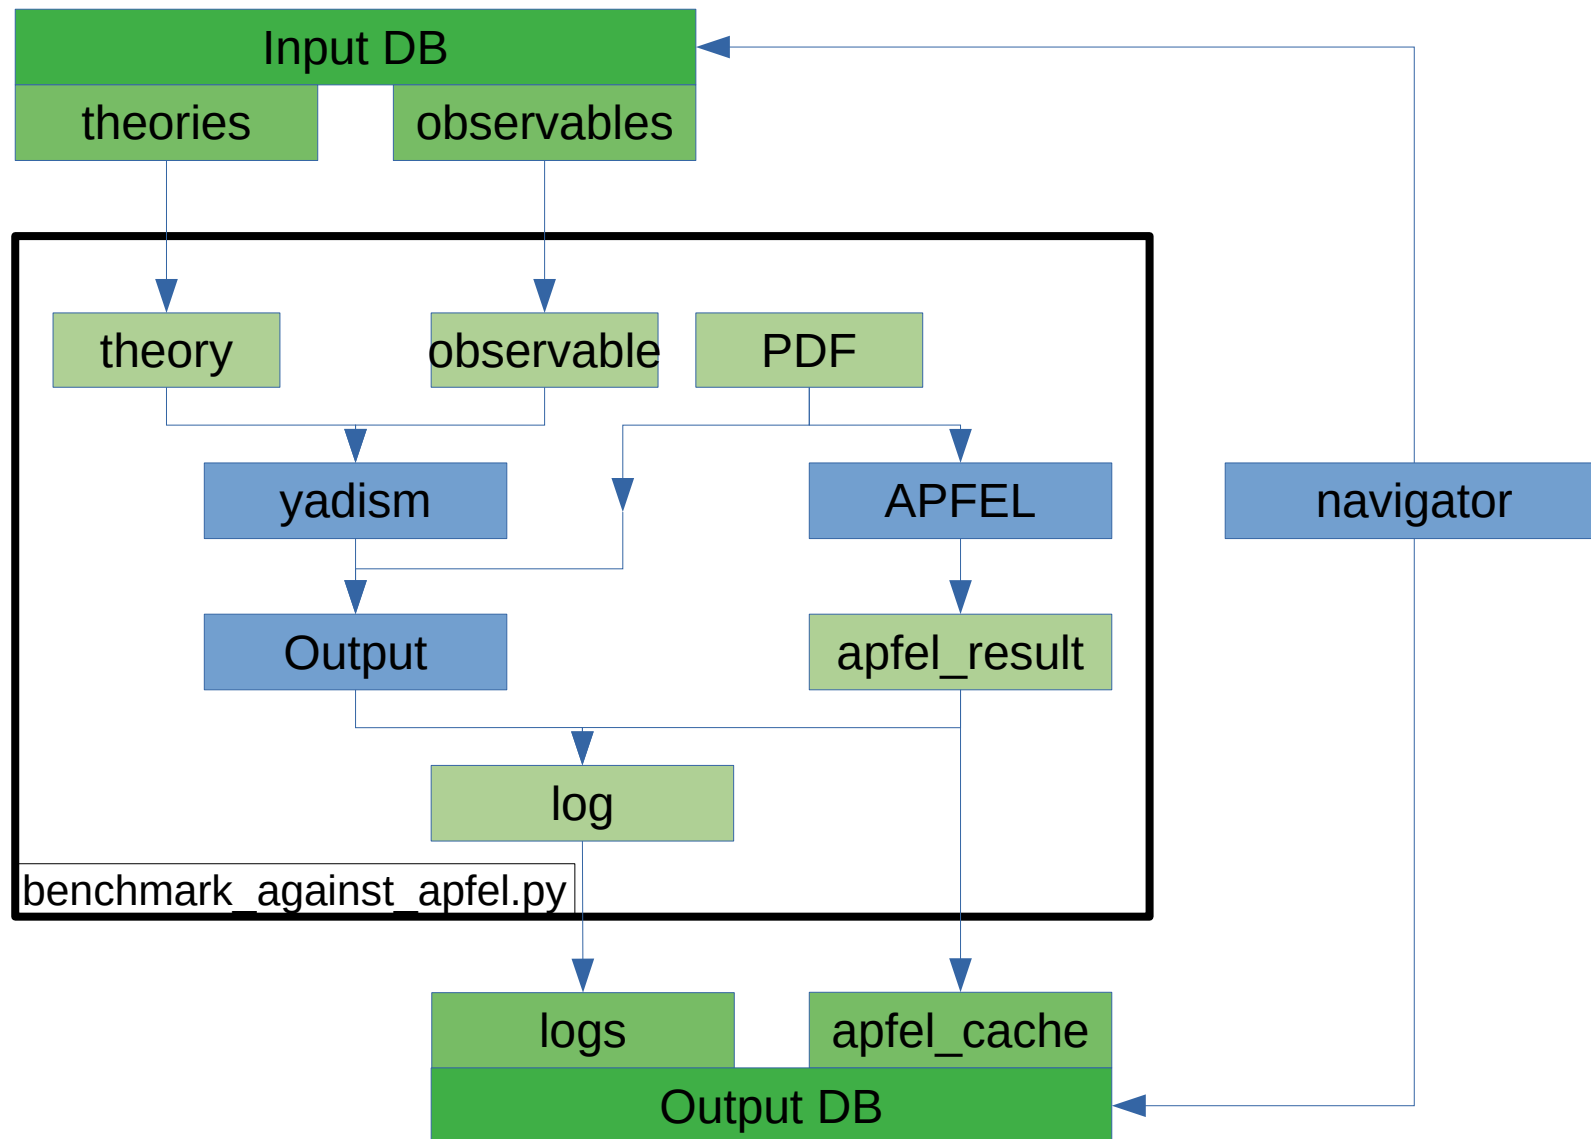 Input DB
theories
observables
theory
observable
PDF
yadism
APFEL
navigator
Output
apfel_result
log
benchmark_against_apfel.py
logs
apfel_cache
Output DB